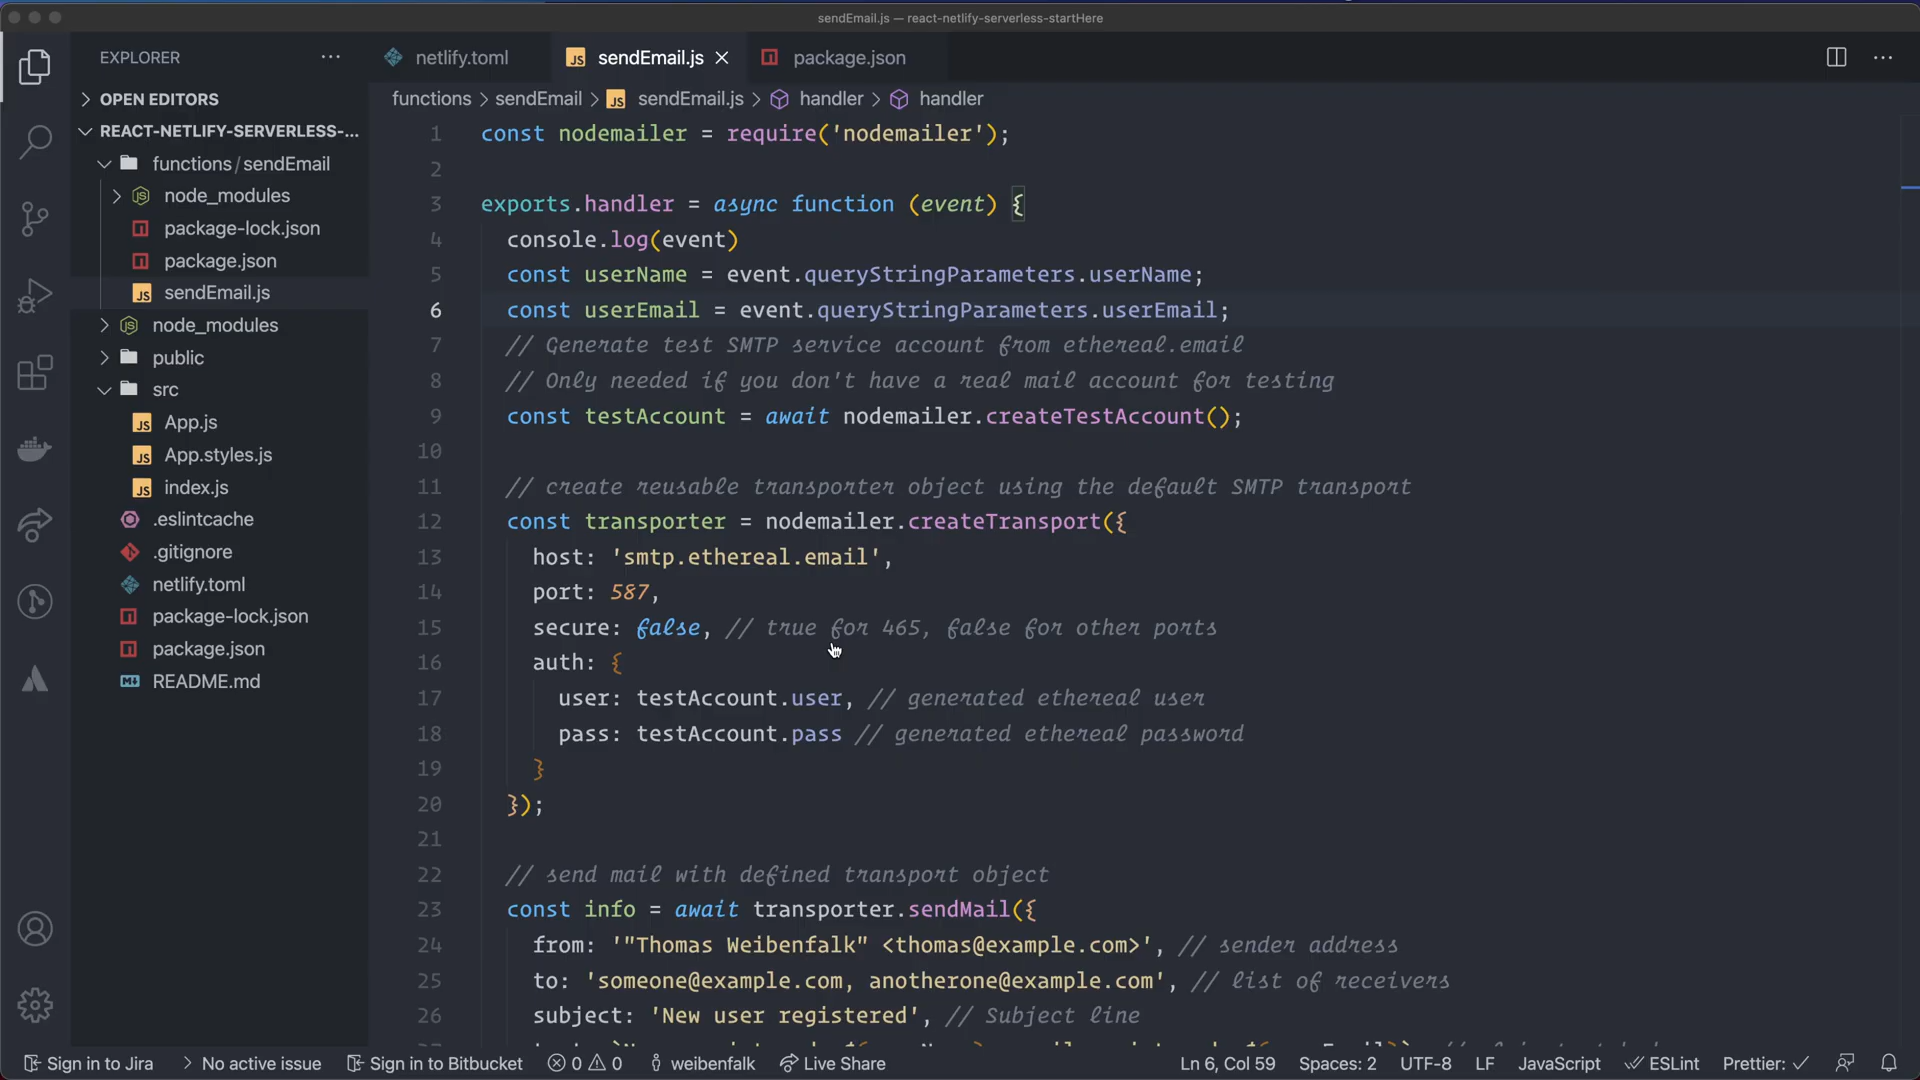 sendEmail.js — react-netlify-serverless-startHere
EXPLORER
netlify.toml
JS sendEmail.js
package.json
functions > sendEmail > JS sendEmail.js > handler > handler
OPEN EDITORS
REACT-NETLIFY-SERVERLESS-...
functions/sendEmail
node_modules
package-lock.json
package.json
JS sendEmail.js
node_modules
public
src
JS App.js
JS App.styles.js
JS index.js
.eslintcache
.gitignore
netlify.toml
package-lock.json
package.json
README.md
1 const nodemailer = require('nodemailer');
2
3 exports.handler = async function (event) {
4 console.log(event)
5 const userName = event.queryStringParameters.userName;
6 const userEmail = event.queryStringParameters.userEmail;
7 // Generate test SMTP service account from ethereal.email
8 // Only needed if you don't have a real mail account for testing
9 const testAccount = await nodemailer.createTestAccount();
10
11 // create reusable transporter object using the default SMTP transport
12 const transporter = nodemailer.createTransport({
13 host: 'smtp.ethereal.email',
14 port: 587,
15 secure: false, // true for 465, false for other ports
16 auth: {
17 user: testAccount.user, // generated ethereal user
18 pass: testAccount.pass // generated ethereal password
19 }
20 });
21
22 // send mail with defined transport object
23 const info = await transporter.sendMail({
24 from: '"Thomas Weibenfalk" <thomas@example.com>', // sender address
25 to: 'someone@example.com, anotherone@example.com', // list of receivers
26 subject: 'New user registered', // Subject line
Sign in to Jira
No active issue
Sign in to Bitbucket
0 0
weibenfalk
Live Share
Ln 6, Col 59
Spaces: 2
UTF-8
LF
JavaScript
ESLint
Prettier: ✓